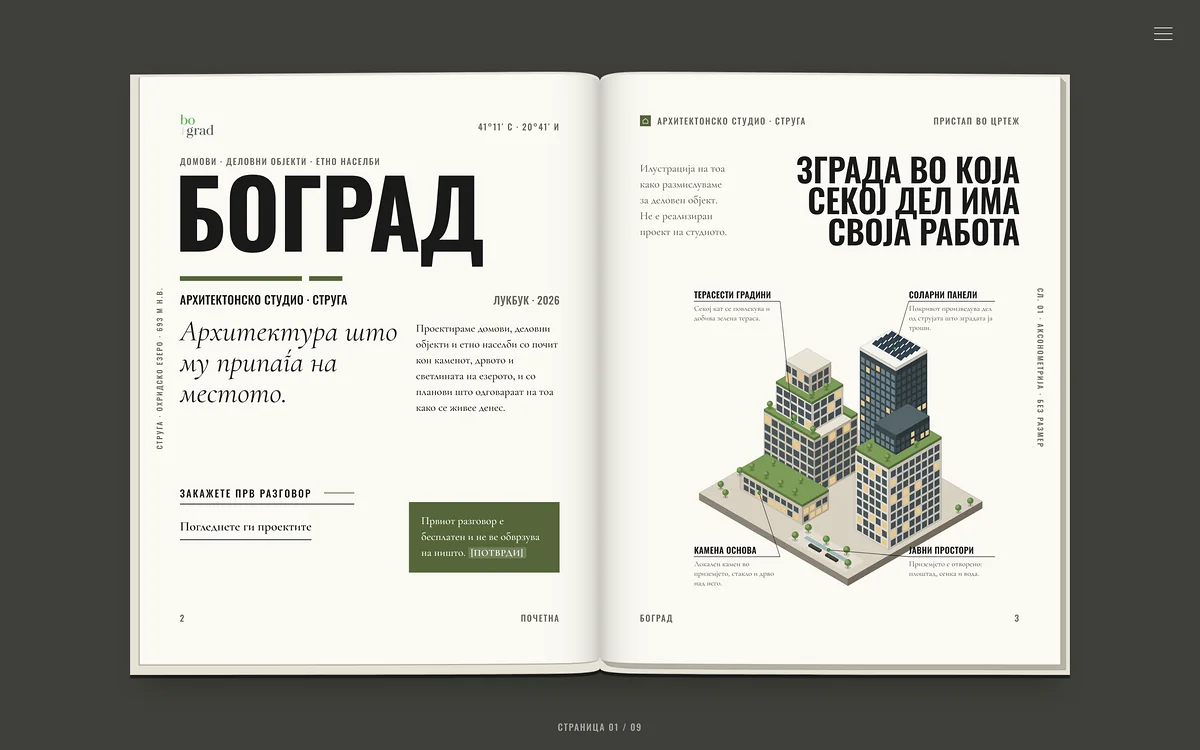 bo
grad
41°11′ С · 20°41′ И
ДОМОВИ · ДЕЛОВНИ ОБЈЕКТИ · ЕТНО НАСЕЛБИ
БОГРАД
АРХИТЕКТОНСКО СТУДИО · СТРУГА
ЛУКБУК · 2026
Архитектура што
му припаѓа на
местото.
Проектираме домови, деловни
објекти и етно населби со почит
кон каменот, дрвото и
светлината на езерото, и со
планови што одговараат на тоа
како се живее денес.
СТРУГА · ОХРИДСКО ЕЗЕРО · 693 М Н.В.
ЗАКАЖЕТЕ ПРВ РАЗГОВОР
Погледнете ги проектите
Првиот разговор е
бесплатен и не ве обврзува
на ништо. [ПОТВРДИ]
2
ПОЧЕТНА
АРХИТЕКТОНСКО СТУДИО · СТРУГА
ПРИСТАП ВО ЦРТЕЖ
Илустрација на тоа
како размислуваме
за деловен објект.
Не е реализиран
проект на студиото.
ЗГРАДА ВО КОЈА
СЕКОЈ ДЕЛ ИМА
СВОЈА РАБОТА
ТЕРАСЕСТИ ГРАДИНИ
Секој кат се повлекува и
добива зелена тераса.
СОЛАРНИ ПАНЕЛИ
Покривот произведува дел
од струјата што зградата ја
троши.
СЛ. 01 · АКСОНОМЕТРИЈА · БЕЗ РАЗМЕР
КАМЕНА ОСНОВА
Локален камен во
приземјето, стакло и дрво
над него.
ЈАВНИ ПРОСТОРИ
Приземјето е отворено:
плоштад, сенка и вода.
БОГРАД
3
СТРАНИЦА 01 / 09